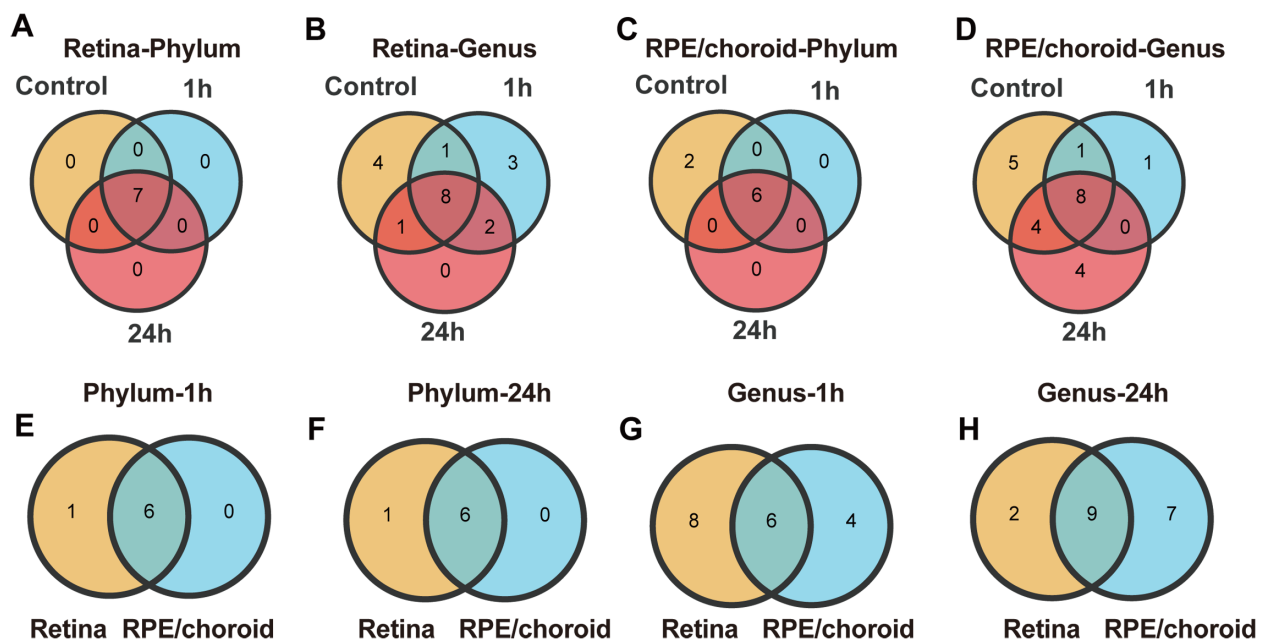 A
Retina-Phylum
Control 1h
0 0 0
7
0 0
0
24h
B
Retina-Genus
Control 1h
4 1 3
8
1 2
0
24h
C
RPE/choroid-Phylum
Control 1h
2 0 0
6
0 0
0
24h
D
RPE/choroid-Genus
Control 1h
5 1 1
8
4 0
4
24h
Phylum-1h
E
1 6 0
Retina RPE/choroid
Phylum-24h
F
1 6 0
Retina RPE/choroid
Genus-1h
G
8 6 4
Retina RPE/choroid
Genus-24h
H
2 9 7
Retina RPE/choroid